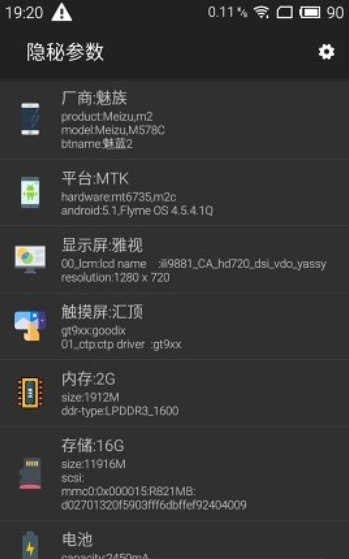 19:20
0.11 ᴷ/s
90
隐秘参数
厂商:魅族
product:Meizu,m2
model:Meizu,M578C
btname:魅蓝2
平台:MTK
hardware:mt6735,m2c
android:5.1,Flyme OS 4.5.4.1Q
显示屏:雅视
00_lcm:lcd name :ili9881_CA_hd720_dsi_vdo_yassy
resolution:1280 x 720
触摸屏:汇顶
gt9xx:goodix
01_ctp:ctp driver :gt9xx
内存:2G
size:1912M
ddr-type:LPDDR3_1600
存储:16G
size:11916M
scsi:
mmc0:0x000015:R821MB:
d02701320f5903fff6dbffef92404009
电池
capacity:2450mA